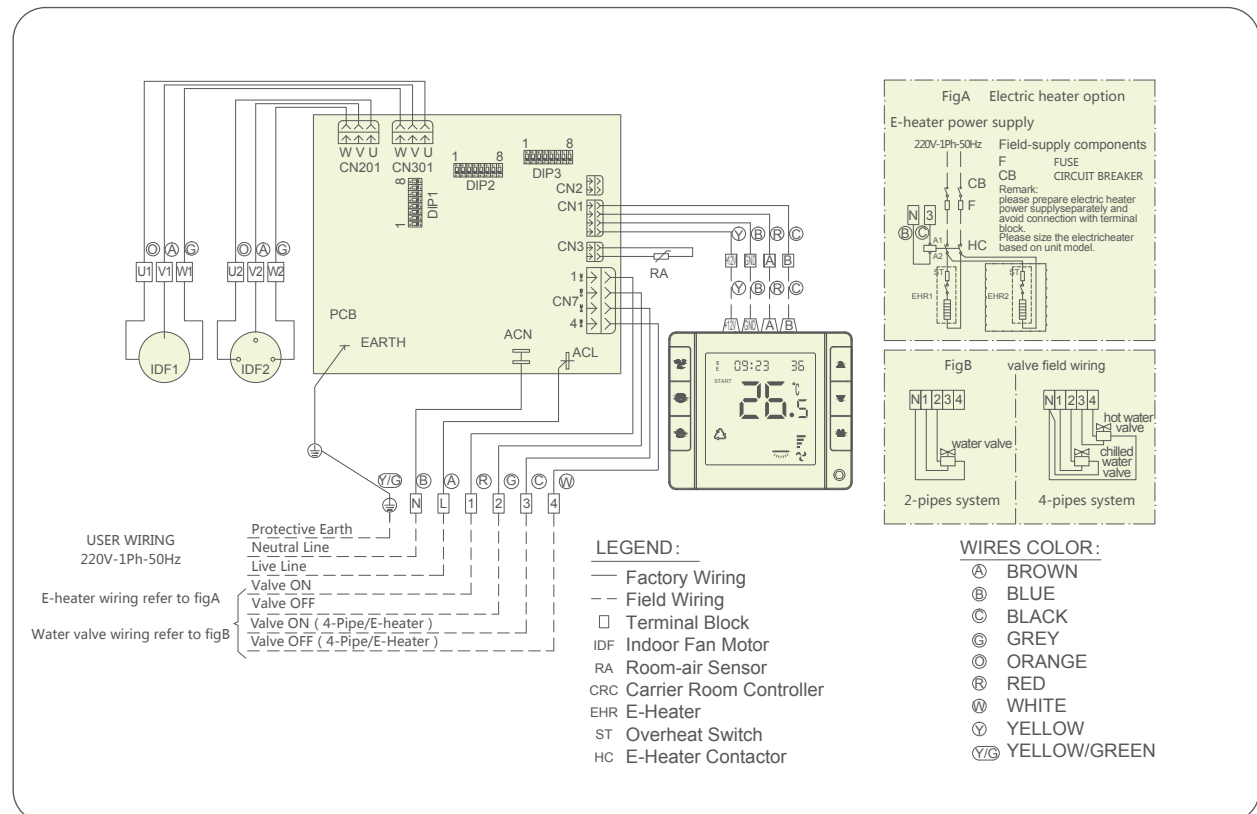 W V U
CN201
W V U
CN301
1 8
DIP2
1 8
DIP3
8
1
DIP1
CN2
CN1
CN3
RA
1
CN7
4
Ⓞ Ⓐ Ⓖ
Ⓞ Ⓐ Ⓖ
U1 V1 W1
U2 V2 W2
IDF1
IDF2
PCB
EARTH
ACN
ACL
Ⓨ Ⓑ Ⓡ Ⓒ
+12V GND A B
Ⓨ Ⓑ Ⓡ Ⓒ
+12V GND A B
09:23 36
START
26.5 ℃
Y/G Ⓑ Ⓐ Ⓡ Ⓖ Ⓒ Ⓦ
N L 1 2 3 4
USER WIRING
220V-1Ph-50Hz
Protective Earth
Neutral Line
Live Line
Valve ON
Valve OFF
Valve ON ( 4-Pipe/E-heater )
Valve OFF ( 4-Pipe/E-Heater )
E-heater wiring refer to figA
Water valve wiring refer to figB
LEGEND:
Factory Wiring
Field Wiring
Terminal Block
IDF Indoor Fan Motor
RA Room-air Sensor
CRC Carrier Room Controller
EHR E-Heater
ST Overheat Switch
HC E-Heater Contactor
FigA Electric heater option
E-heater power supply
220V-1Ph-50Hz
CB
F
N 3
Ⓑ Ⓒ
A1
A2
HC
ST
ST
EHR1
EHR2
Field-supply components
F FUSE
CB CIRCUIT BREAKER
Remark:
please prepare electric heater
power supplyseparately and
avoid connection with terminal
block.
Please size the electricheater
based on unit model.
FigB valve field wiring
N 1 2 3 4
water valve
2-pipes system
N 1 2 3 4
hot water
valve
chilled
water
valve
4-pipes system
WIRES COLOR:
Ⓐ BROWN
Ⓑ BLUE
Ⓒ BLACK
Ⓖ GREY
Ⓞ ORANGE
Ⓡ RED
Ⓦ WHITE
Ⓨ YELLOW
Y/G YELLOW/GREEN